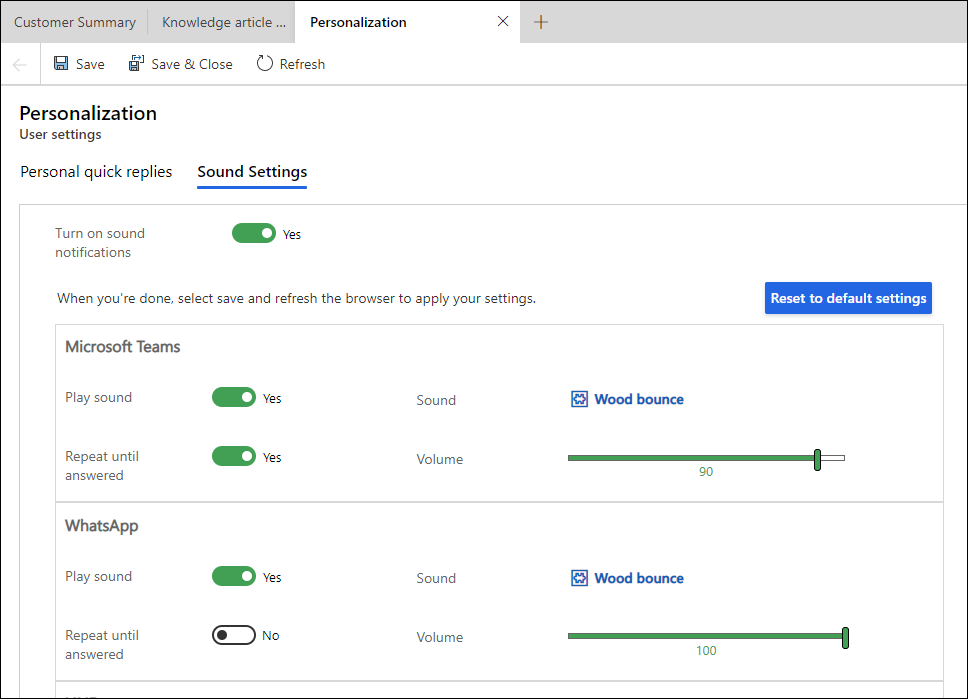 Customer Summary
Knowledge article ...
Personalization
Save
Save & Close
Refresh
Personalization
User settings
Personal quick replies
Sound Settings
Turn on sound
notifications
Yes
When you're done, select save and refresh the browser to apply your settings.
Reset to default settings
Microsoft Teams
Play sound
Yes
Sound
Wood bounce
Repeat until
answered
Yes
Volume
90
WhatsApp
Play sound
Yes
Sound
Wood bounce
Repeat until
answered
No
Volume
100